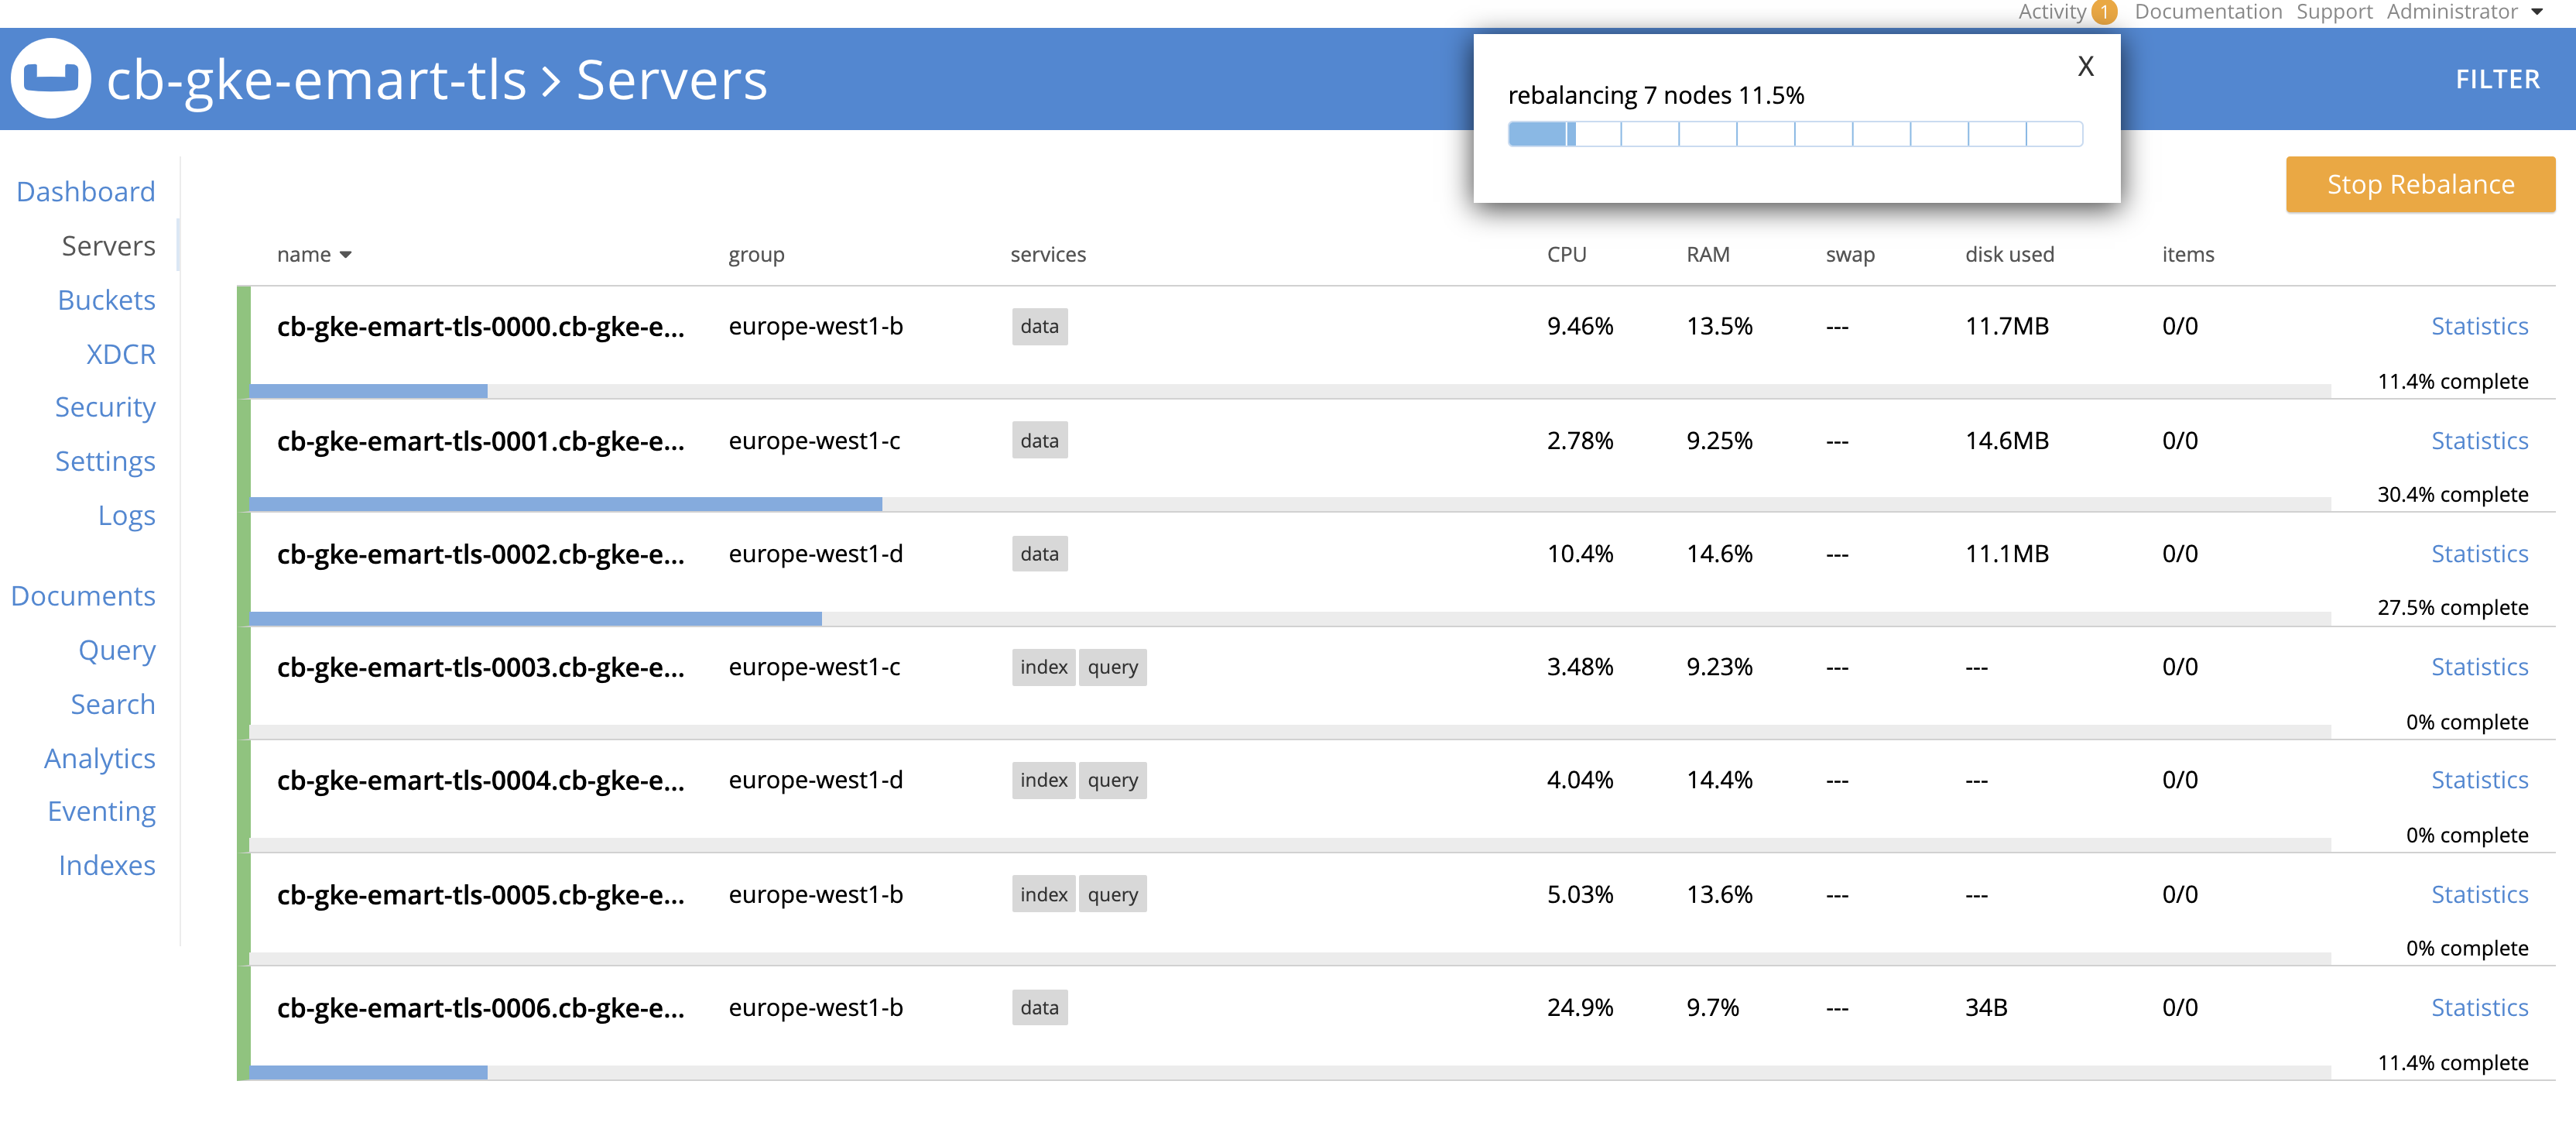 Activity 1 Documentation Support Administrator
cb-gke-emart-tls > Servers
FILTER
X
rebalancing 7 nodes 11.5%
Stop Rebalance
Dashboard
Servers
Buckets
XDCR
Security
Settings
Logs
Documents
Query
Search
Analytics
Eventing
Indexes
name group services CPU RAM swap disk used items
cb-gke-emart-tls-0000.cb-gke-e... europe-west1-b data 9.46% 13.5% --- 11.7MB 0/0 Statistics
11.4% complete
cb-gke-emart-tls-0001.cb-gke-e... europe-west1-c data 2.78% 9.25% --- 14.6MB 0/0 Statistics
30.4% complete
cb-gke-emart-tls-0002.cb-gke-e... europe-west1-d data 10.4% 14.6% --- 11.1MB 0/0 Statistics
27.5% complete
cb-gke-emart-tls-0003.cb-gke-e... europe-west1-c index query 3.48% 9.23% --- --- 0/0 Statistics
0% complete
cb-gke-emart-tls-0004.cb-gke-e... europe-west1-d index query 4.04% 14.4% --- --- 0/0 Statistics
0% complete
cb-gke-emart-tls-0005.cb-gke-e... europe-west1-b index query 5.03% 13.6% --- --- 0/0 Statistics
0% complete
cb-gke-emart-tls-0006.cb-gke-e... europe-west1-b data 24.9% 9.7% --- 34B 0/0 Statistics
11.4% complete